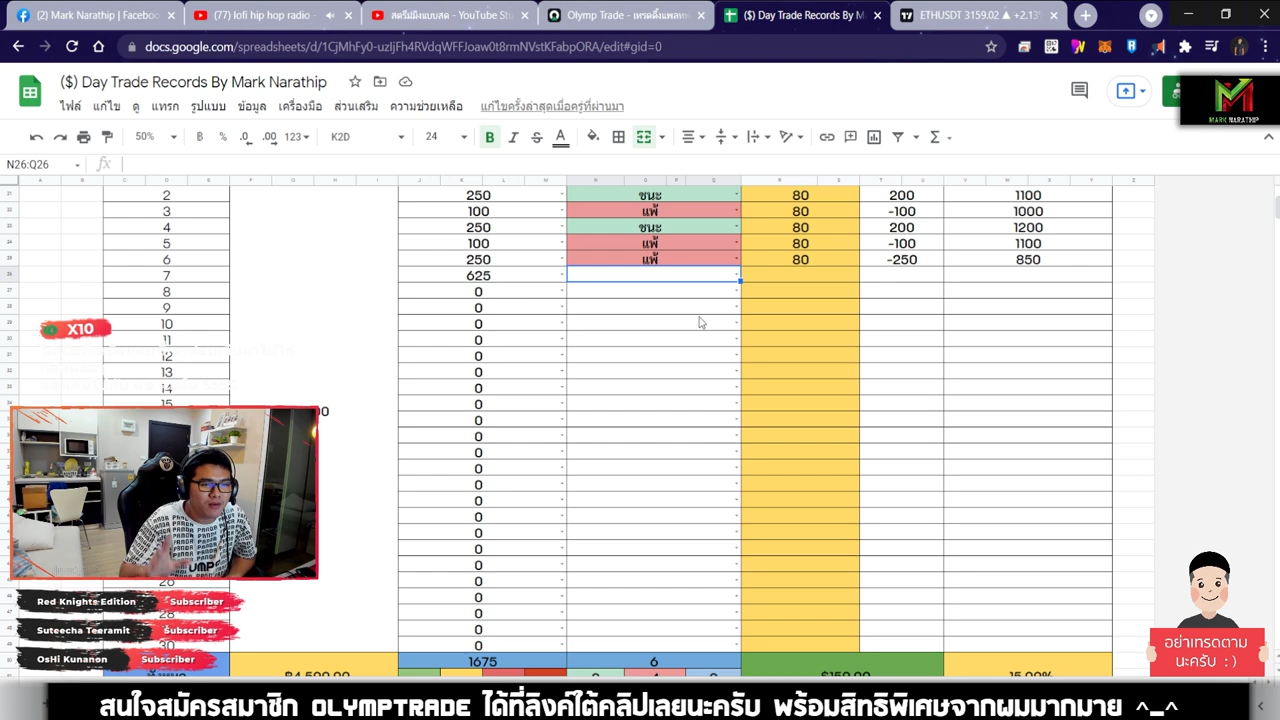 (2) Mark Narathip | Facebo
(77) lofi hip hop radio -
สตรีมมิงแบบสด - YouTube St
Olymp Trade - เทรดดิ้งแพลท
($) Day Trade Records By M
ETHUSDT 3159.02 ▲ +2.13
docs.google.com/spreadsheets/d/1CjMhFy0-uzIjFh4RVdqWFFJoaw0t8rmNVstKFabpORA/edit#gid=0
($) Day Trade Records By Mark Narathip
ไฟล์ แก้ไข ดู แทรก รูปแบบ ข้อมูล เครื่องมือ ส่วนเสริม ความช่วยเหลือ แก้ไขครั้งล่าสุดเมื่อครู่ที่ผ่านมา
MARK NARATHIP
50% ฿ % .0 .00 123 K2D 24 B I S A
N26:Q26 fx
2 250 ชนะ 80 200 1100
3 100 แพ้ 80 -100 1000
4 250 ชนะ 80 200 1200
5 100 แพ้ 80 -100 1100
6 250 แพ้ 80 -250 850
7 625
8 0
9 0
10 0
11 0
12 0
13 0
14 0
15 0
0
0
0
0
0
0
0
0
0
0
26 0
0
28 0
0
30 0
1675 6
฿4,500.00 $150.00 15.00%
X10
Red Knights Edition Subscriber
Suteecha Teeramit Subscriber
OsHi Kunanon Subscriber
อย่าเทรดตาม
นะครับ : )
สนใจสมัครสมาชิก OLYMPTRADE ได้ที่ลิงค์ใต้คลิปเลยนะครับ พร้อมสิทธิพิเศษจากผมมากมาย ^_^